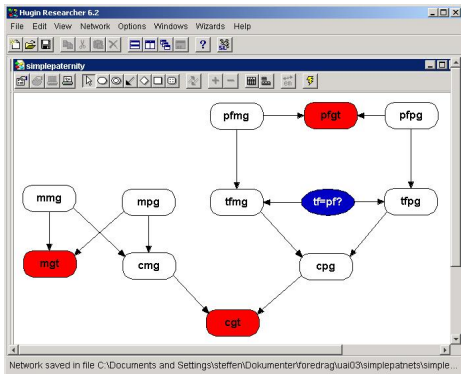 Hugin Researcher 6.2
File Edit View Network Options Windows Wizards Help
simplepaternity
pfmg pfgt pfpg
mmg mpg tfmg tf=pf? tfpg
mgt cmg cpg
cgt
Network saved in file C:\Documents and Settings\steffen\Dokumenter\foredrag\uai03\simplepatnets\simple...